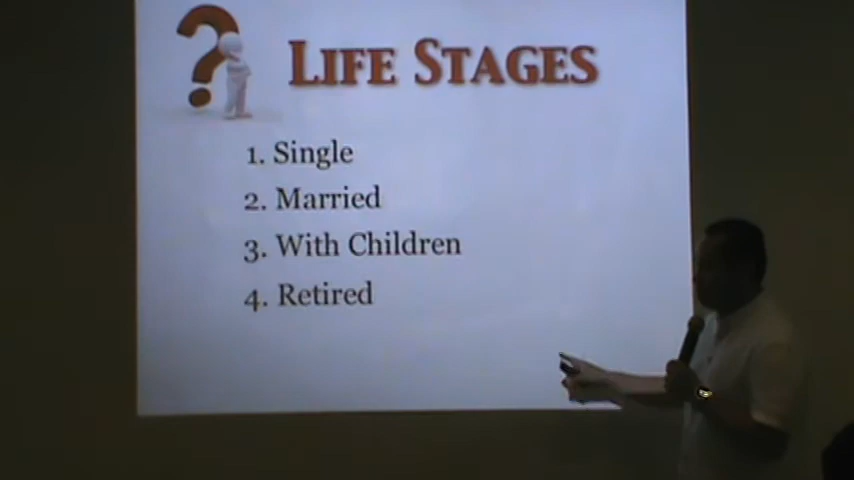 ? LIFE STAGES
1. Single
2. Married
3. With Children
4. Retired